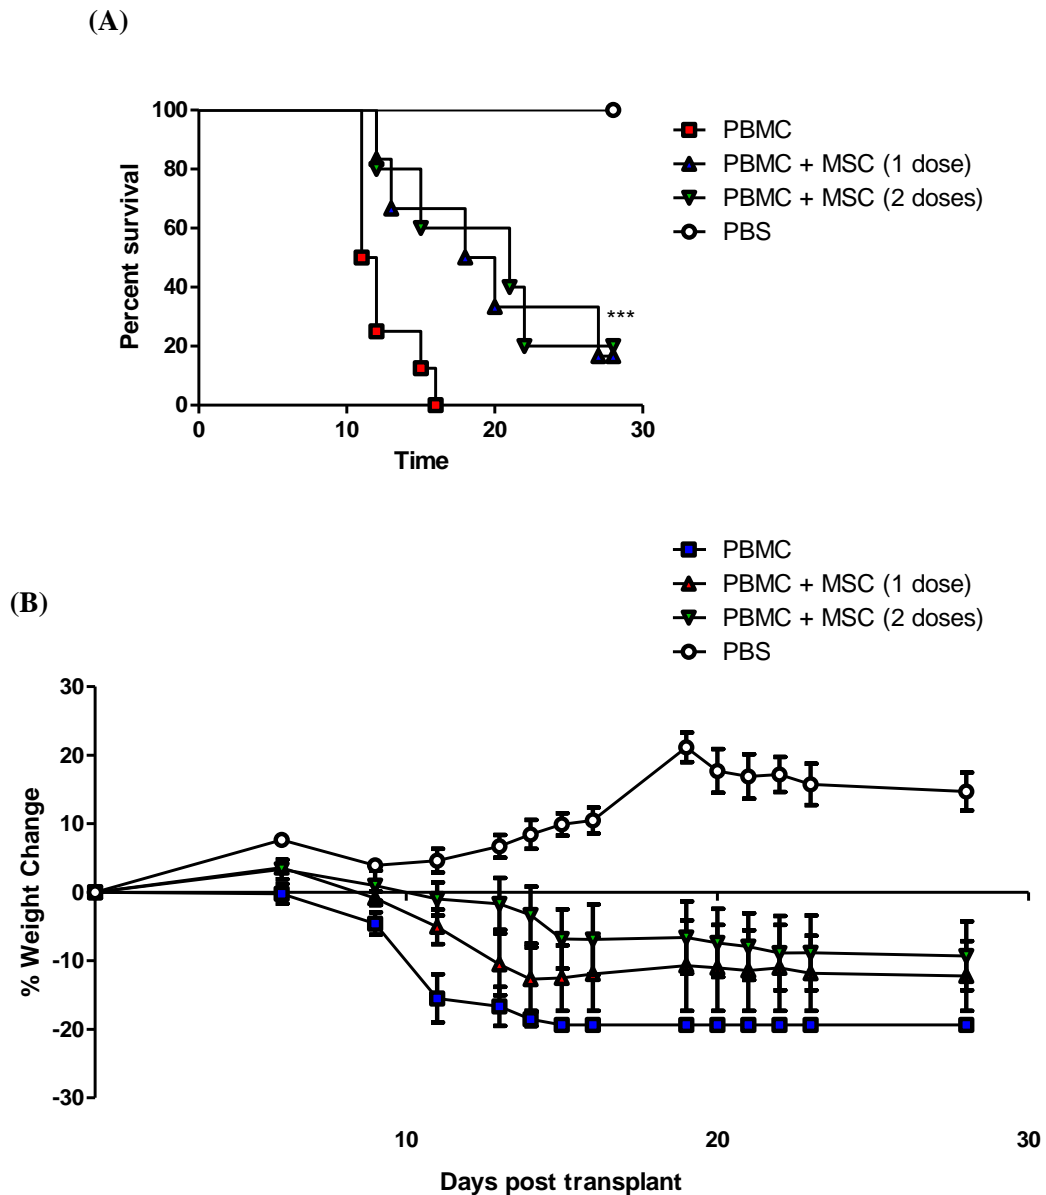 (A)
100
80
60
40
20
0
Percent survival
0 10 20 30
Time
***
PBMC
PBMC + MSC (1 dose)
PBMC + MSC (2 doses)
PBS
(B)
PBMC
PBMC + MSC (1 dose)
PBMC + MSC (2 doses)
PBS
30
20
10
0
-10
-20
-30
% Weight Change
10 20 30
Days post transplant